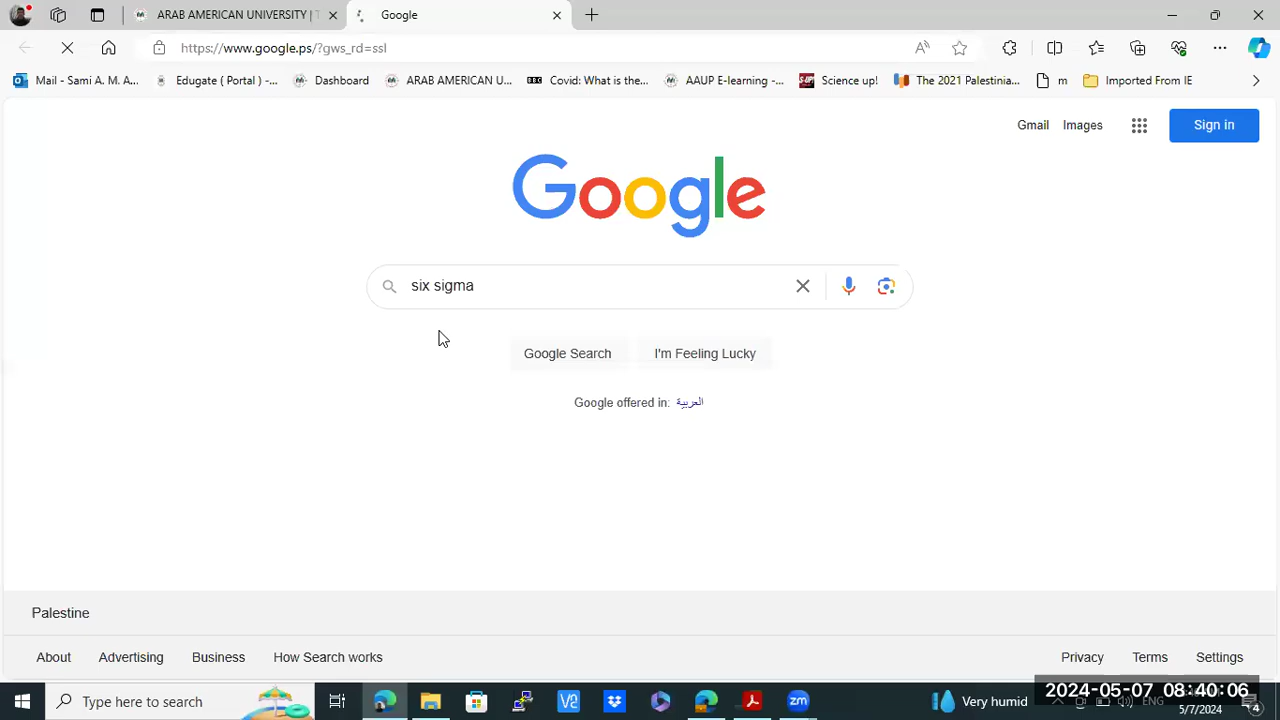 ARAB AMERICAN UNIVERSITY | T
Google
https://www.google.ps/?gws_rd=ssl
Mail - Sami A. M. A...
Edugate ( Portal ) -...
Dashboard
ARAB AMERICAN U...
BBC
Covid: What is the...
AAUP E-learning -...
Science up!
The 2021 Palestinia...
m
Imported From IE
Gmail
Images
Sign in
Google
six sigma
Google Search
I'm Feeling Lucky
Google offered in: العربية
Palestine
About
Advertising
Business
How Search works
Privacy
Terms
Settings
Type here to search
Very humid
2024-05-07 08:40:06
ENG
5/7/2024